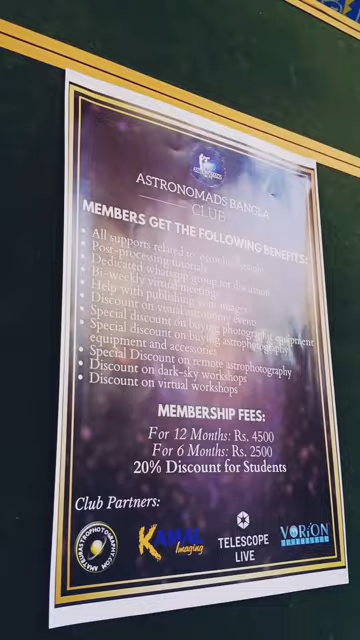 ASTRONOMADS BANGLA
CLUB
MEMBERS GET THE FOLLOWING BENEFITS:
• All supports related to
• Post-processing tutorials
• Dedicated whatsapp group for discussion
• Bi-weekly virtual meetings
• Help with publishing your images
• Discount on visual astronomy events
• Special discount on buying photography equipment
• Special discount on buying astrophotography
equipment and accesories
• Special Discount on remote astrophotography
• Discount on dark-sky workshops
• Discount on virtual workshops
MEMBERSHIP FEES:
For 12 Months: Rs. 4500
For 6 Months: Rs. 2500
20% Discount for Students
Club Partners:
AMATEURASTROPHOTOGRAPHY.COM
KAMAL
Imaging
TELESCOPE
LIVE
VORION